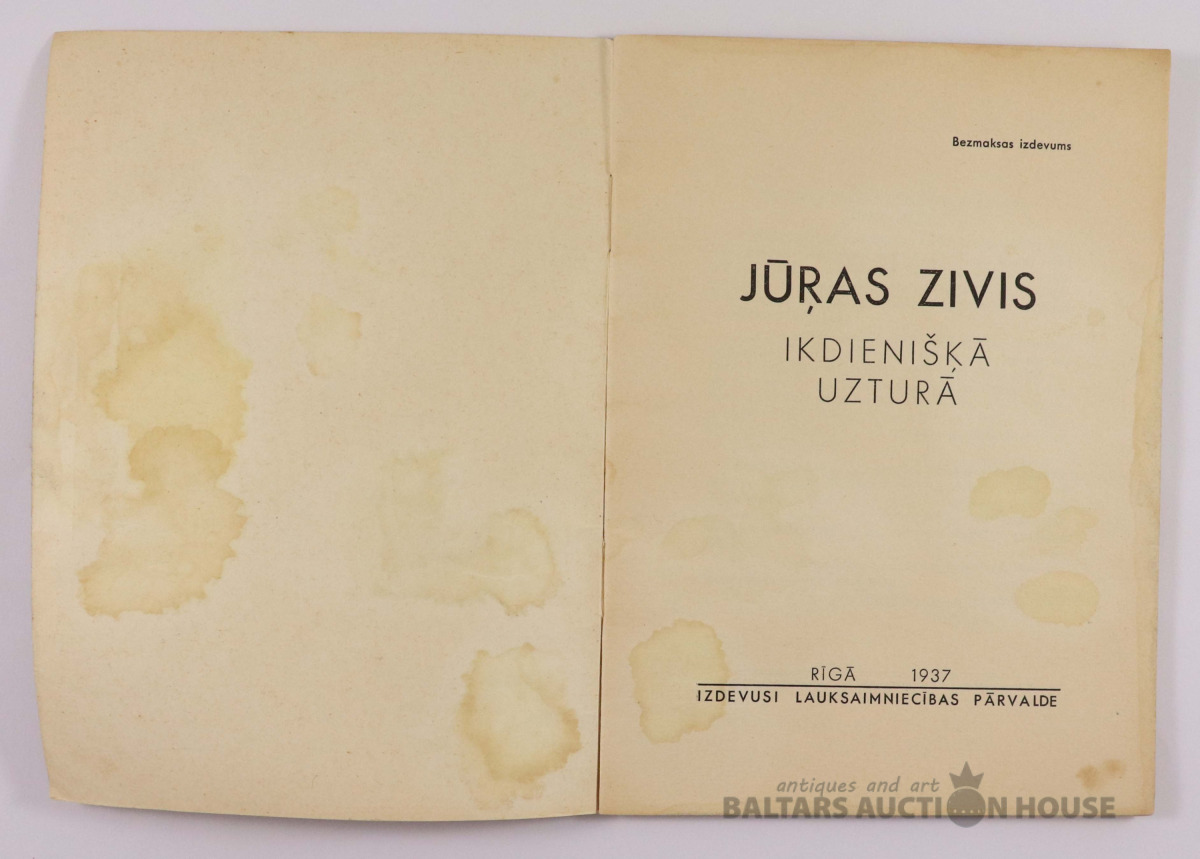 Bezmaksas izdevums
JŪŖAS ZIVIS
IKDIENIŠĶĀ
UZTURĀ
RĪGĀ 1937
IZDEVUSI LAUKSAIMNIECĪBAS PĀRVALDE
antiques and art
BALTARS AUCTION HOUSE